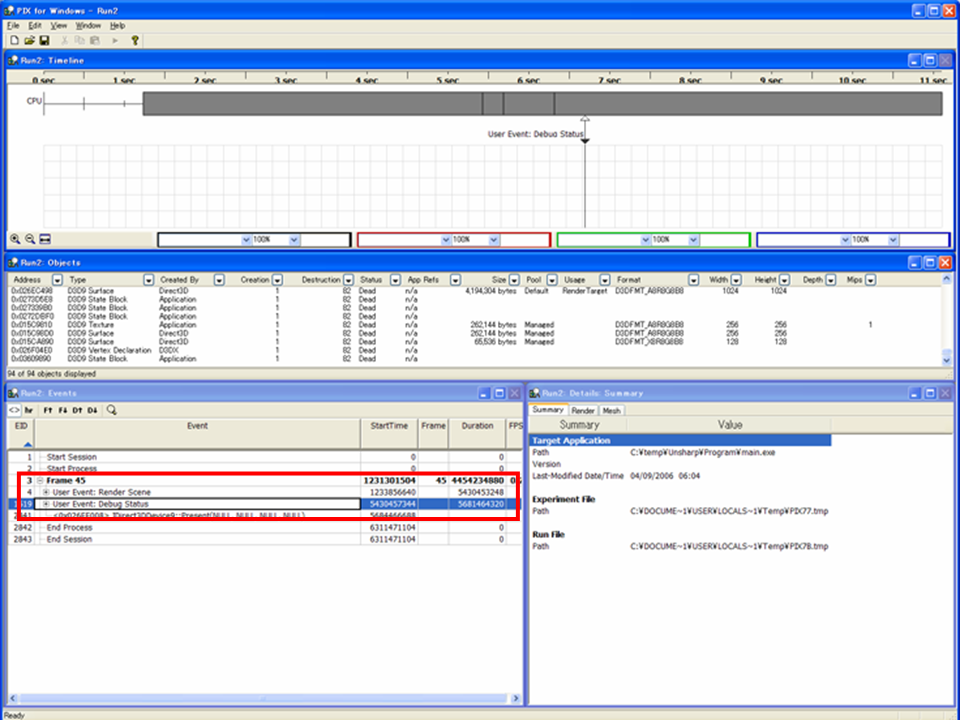 PIX for Windows - Run2
File Edit View Window Help
Run2: Timeline
0 sec 1 sec 2 sec 3 sec 4 sec 5 sec 6 sec 7 sec 8 sec 9 sec 10 sec 11 sec
CPU
User Event: Debug Status
100% 100% 100% 100%
Run2: Objects
Address Type Created By Creation Destruction Status App Refs Size Pool Usage Format Width Height Depth Mips
0x026EC498 D3D9 Surface Direct3D 1 82 Dead n/a 4,194,304 bytes Default RenderTarget D3DFMT_A8R8G8B8 1024 1024
0x0273D5E8 D3D9 State Block Application 1 82 Dead n/a
0x027339B0 D3D9 State Block Application 1 82 Dead n/a
0x0272DBF0 D3D9 State Block Application 1 82 Dead n/a
0x015C9810 D3D9 Texture Application 1 82 Dead n/a 262,144 bytes Managed D3DFMT_A8R8G8B8 256 256 1
0x015C98D0 D3D9 Surface Direct3D 1 82 Dead n/a 262,144 bytes Managed D3DFMT_A8R8G8B8 256 256
0x015CA890 D3D9 Surface Direct3D 1 82 Dead n/a 65,536 bytes Managed D3DFMT_X8R8G8B8 128 128
0x026F04E0 D3D9 Vertex Declaration D3DX 1 82 Dead n/a
0x03609890 D3D9 State Block Application 1 82 Dead n/a
94 of 94 objects displayed
Run2: Events
<> hr F↑ F↓ D↑ D↓
EID Event StartTime Frame Duration FPS
1 Start Session 0 0
2 Start Process 0 0
3 Frame 45 1231301504 45 4454234880
4 User Event: Render Scene 1233856640 5430453248
User Event: Debug Status 5430457344 5681464320
<0x026EE008> IDirect3DDevice9::Present(NULL, NULL, NULL, NULL) 5684466688
2842 End Process 6311471104 0
2843 End Session 6311471104 0
Run2: Details: Summary
Summary Render Mesh
Summary Value
Target Application
Path C:¥temp¥Unsharp¥Program¥main.exe
Version
Last-Modified Date/Time 04/09/2006 06:04
Experiment File
Path C:¥DOCUME~1¥USER¥LOCALS~1¥Temp¥PIX77.tmp
Run File
Path C:¥DOCUME~1¥USER¥LOCALS~1¥Temp¥PIX7B.tmp
Ready